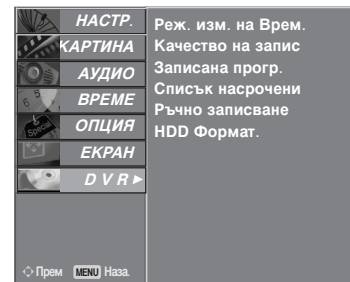 НАСТР.
КАРТИНА
АУДИО
ВРЕМЕ
ОПЦИЯ
ЕКРАН
D V R ►
Прем MENU Наза.
Реж. изм. на Врем.
Качество на запис
Записана прогр.
Списък насрочени
Ръчно записване
HDD Формат.